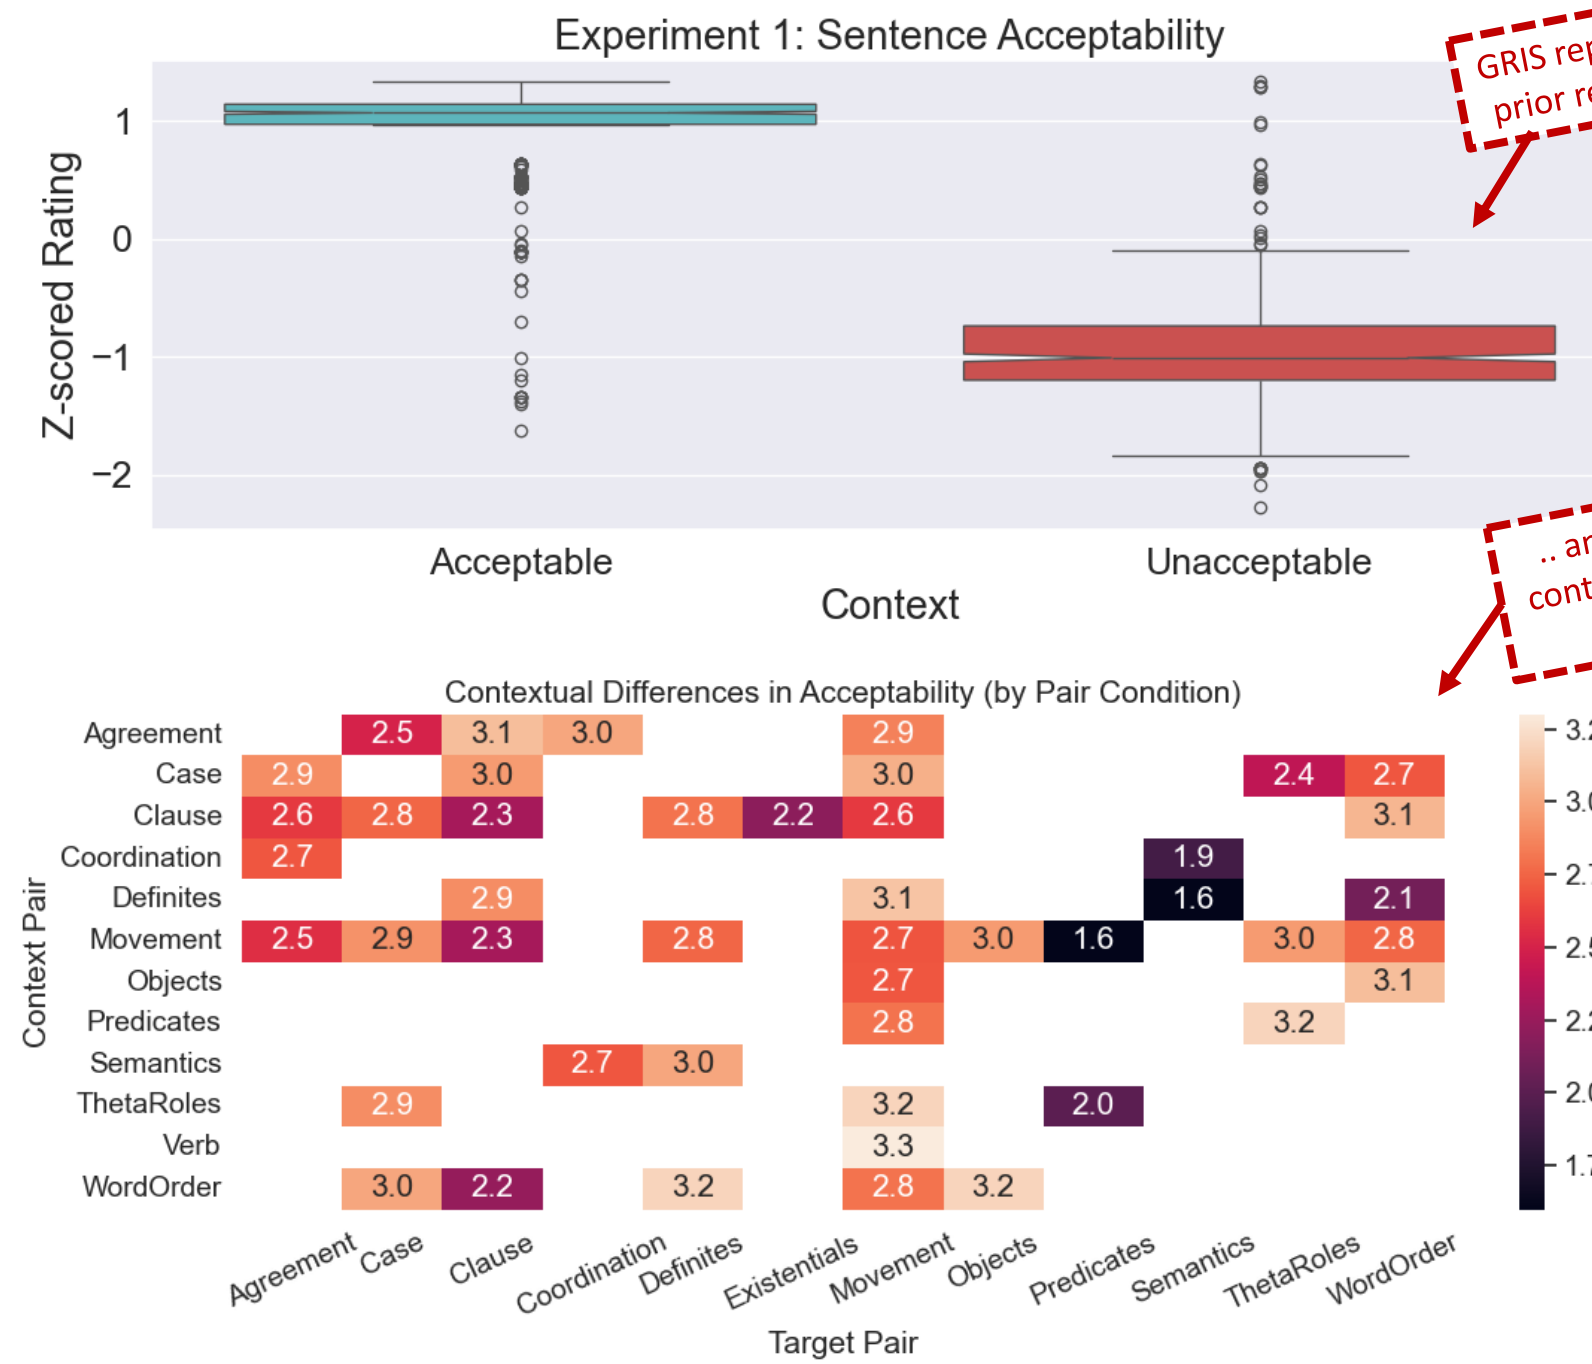 Experiment 1: Sentence Acceptability
GRIS
prior
Z-scored Rating
1
0
−1
−2
Acceptable
Unacceptable
Context
..
Contextual Differences in Acceptability (by Pair Condition)
Context Pair
Agreement 2.5 3.1 3.0 2.9
Case 2.9 3.0 3.0 2.4 2.7
Clause 2.6 2.8 2.3 2.8 2.2 2.6 3.1
Coordination 2.7 1.9
Definites 2.9 3.1 1.6 2.1
Movement 2.5 2.9 2.3 2.8 2.7 3.0 1.6 3.0 2.8
Objects 2.7 3.1
Predicates 2.8 3.2
Semantics 2.7 3.0
ThetaRoles 2.9 3.2 2.0
Verb 3.3
WordOrder 3.0 2.2 3.2 2.8 3.2
Agreement Case Clause Coordination Definites Existentials Movement Objects Predicates Semantics ThetaRoles WordOrder
Target Pair